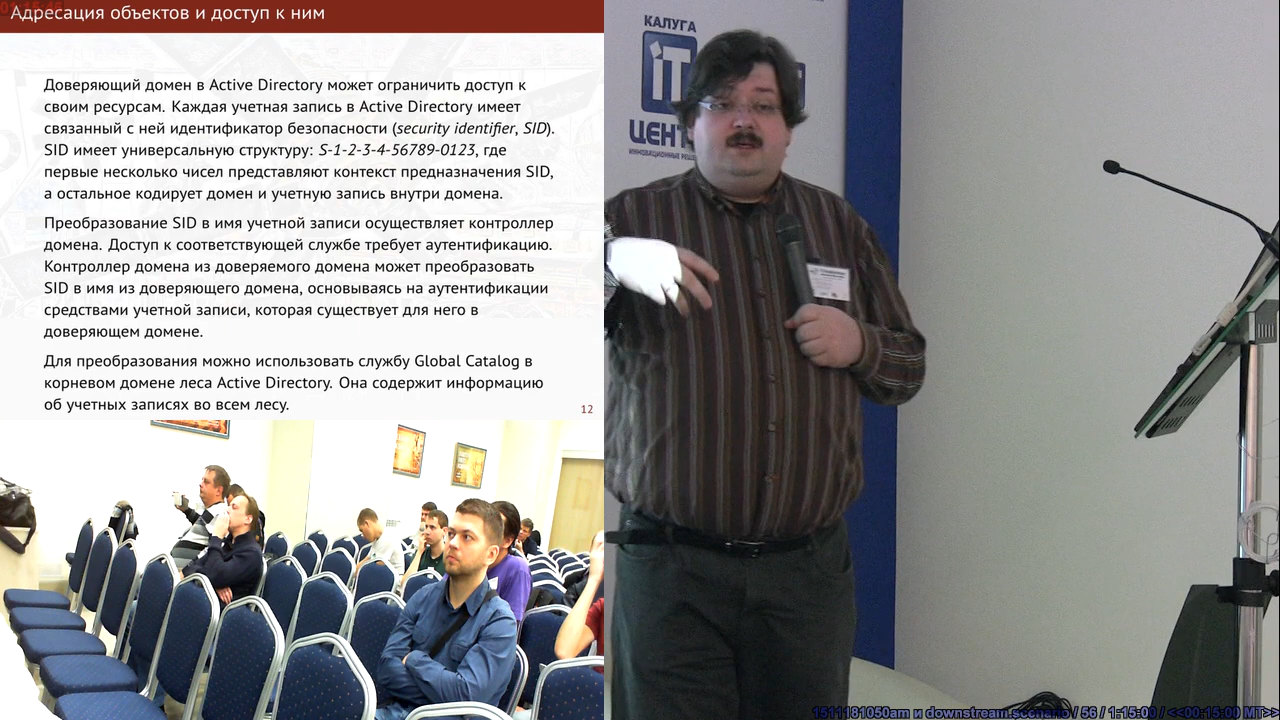 Адресация объектов и доступ к ним
Доверяющий домен в Active Directory может ограничить доступ к
своим ресурсам. Каждая учетная запись в Active Directory имеет
связанный с ней идентификатор безопасности (security identifier, SID).
SID имеет универсальную структуру: S-1-2-3-4-56789-0123, где
первые несколько чисел представляют контекст предназначения SID,
а остальное кодирует домен и учетную запись внутри домена.
Преобразование SID в имя учетной записи осуществляет контроллер
домена. Доступ к соответствующей службе требует аутентификацию.
Контроллер домена из доверяемого домена может преобразовать
SID в имя из доверяющего домена, основываясь на аутентификации
средствами учетной записи, которая существует для него в
доверяющем домене.
Для преобразования можно использовать службу Global Catalog в
корневом домене леса Active Directory. Она содержит информацию
об учетных записях во всем лесу.
12
КАЛУГА
iT
ЦЕНТ
ИННОВАЦИОННЫЕ
1511181050am и downstream scenario / 56 / 1:15:00 / <<00:15:00 MT>>